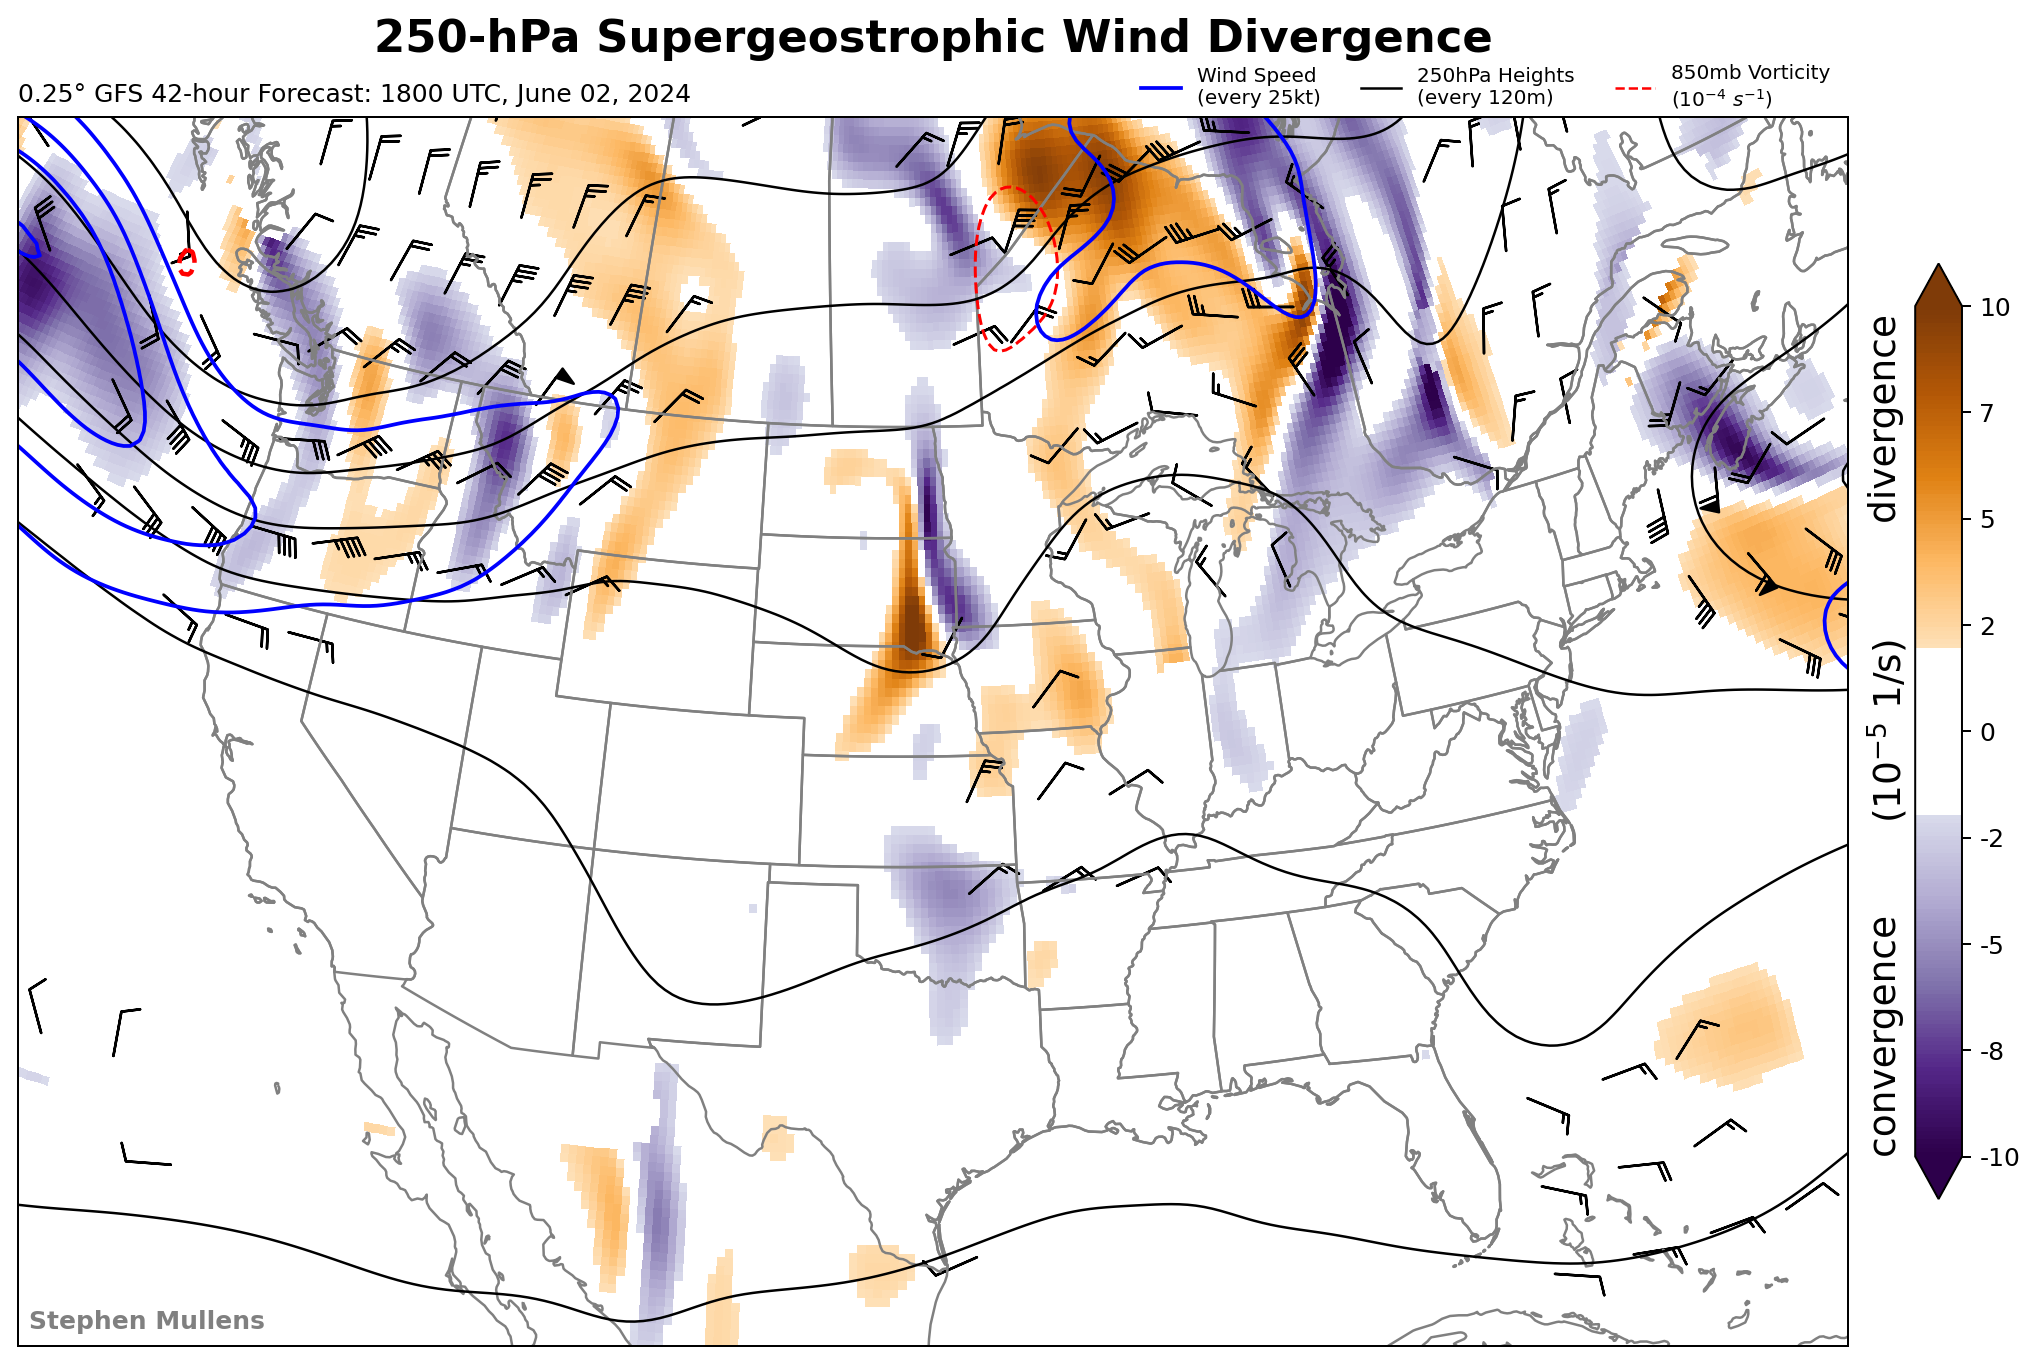 250-hPa Supergeostrophic Wind Divergence
0.25° GFS 42-hour Forecast: 1800 UTC, June 02, 2024
Wind Speed
(every 25kt)
250hPa Heights
(every 120m)
850mb Vorticity
(10⁻⁴ s⁻¹)
10
7
5
2
0
-2
-5
-8
-10
convergence (10⁻⁵ 1/s) divergence
Stephen Mullens